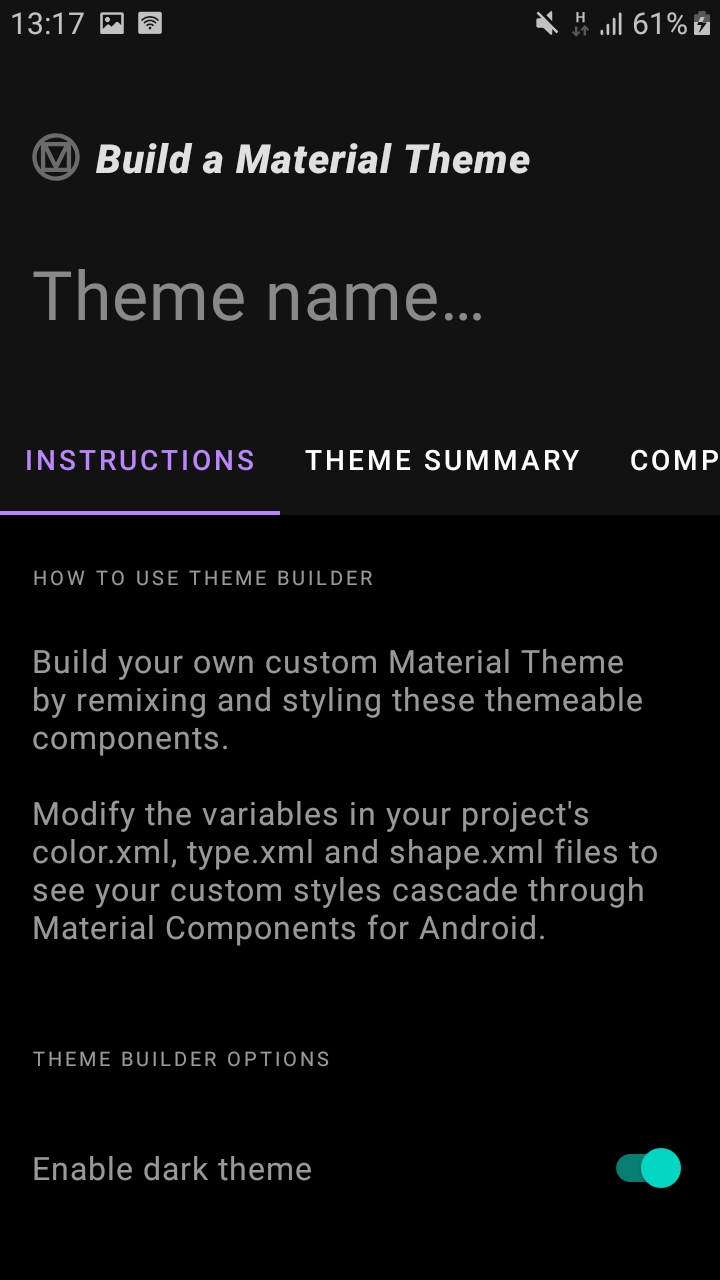 13:17
H
61%
Build a Material Theme
Theme name…
INSTRUCTIONS THEME SUMMARY COMP
HOW TO USE THEME BUILDER
Build your own custom Material Theme
by remixing and styling these themeable
components.
Modify the variables in your project's
color.xml, type.xml and shape.xml files to
see your custom styles cascade through
Material Components for Android.
THEME BUILDER OPTIONS
Enable dark theme